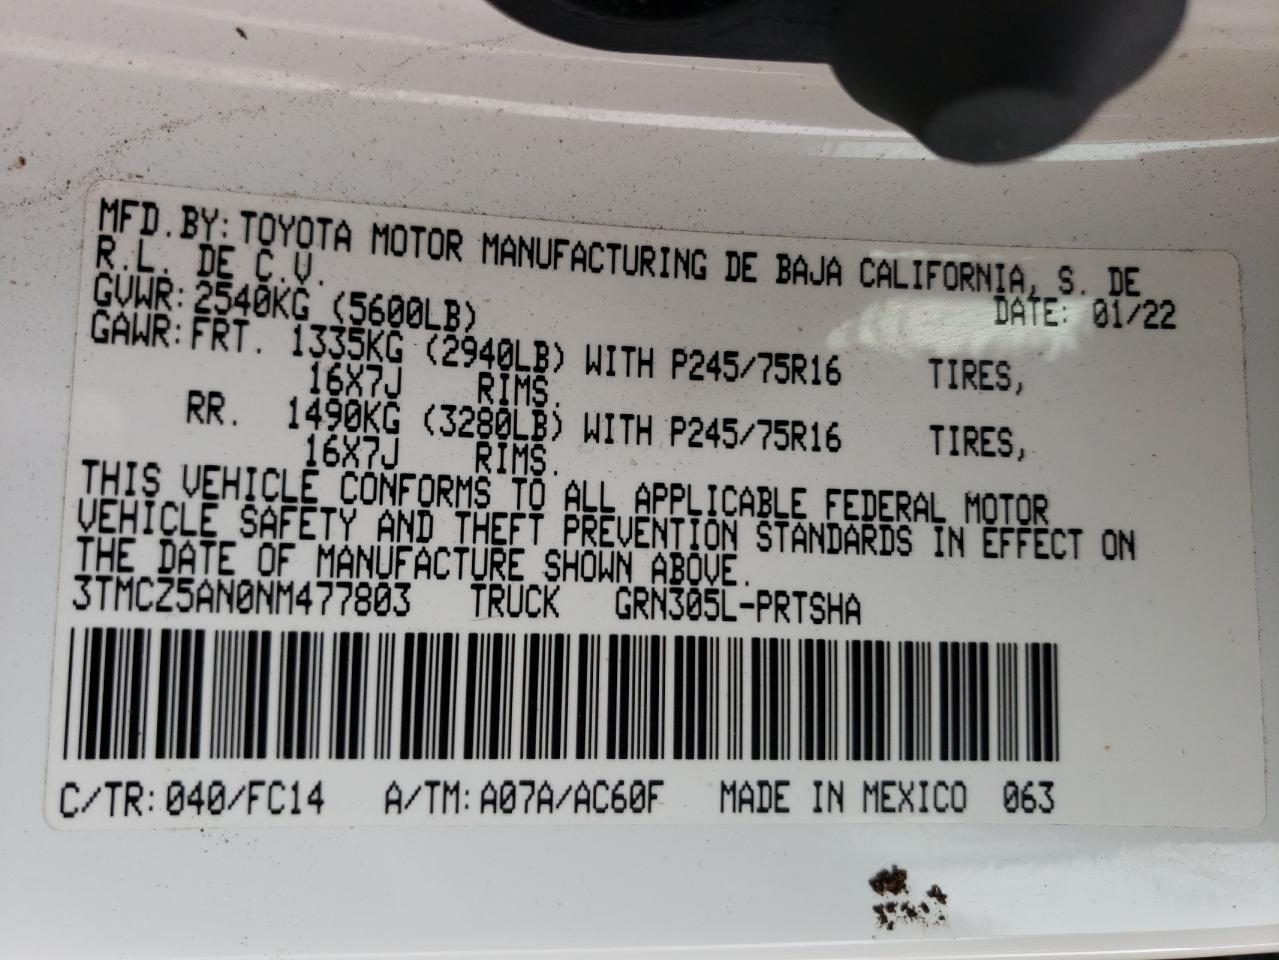 MFD.BY: TOYOTA MOTOR MANUFACTURING DE BAJA CALIFORNIA, S. DE
R.L. DE C.V.
DATE: 01/22
GVWR: 2540KG (5600LB)
GAWR: FRT. 1335KG (2940LB) WITH P245/75R16 TIRES,
16X7J RIMS.
RR. 1490KG (3280LB) WITH P245/75R16 TIRES,
16X7J RIMS.
THIS VEHICLE CONFORMS TO ALL APPLICABLE FEDERAL MOTOR
VEHICLE SAFETY AND THEFT PREVENTION STANDARDS IN EFFECT ON
THE DATE OF MANUFACTURE SHOWN ABOVE.
3TMCZ5AN0NM477803 TRUCK GRN305L-PRTSHA
C/TR: 040/FC14 A/TM: A07A/AC60F MADE IN MEXICO 063